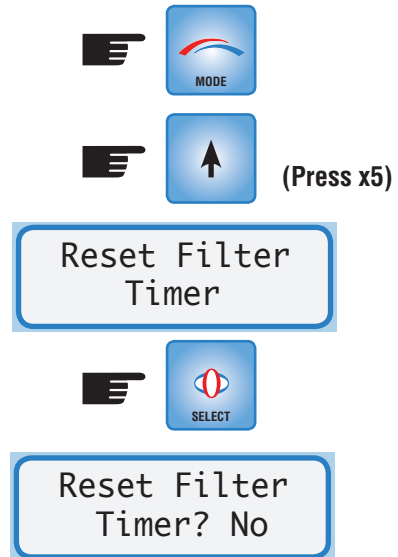 MODE
(Press x5)
Reset Filter
Timer
SELECT
Reset Filter
Timer? No